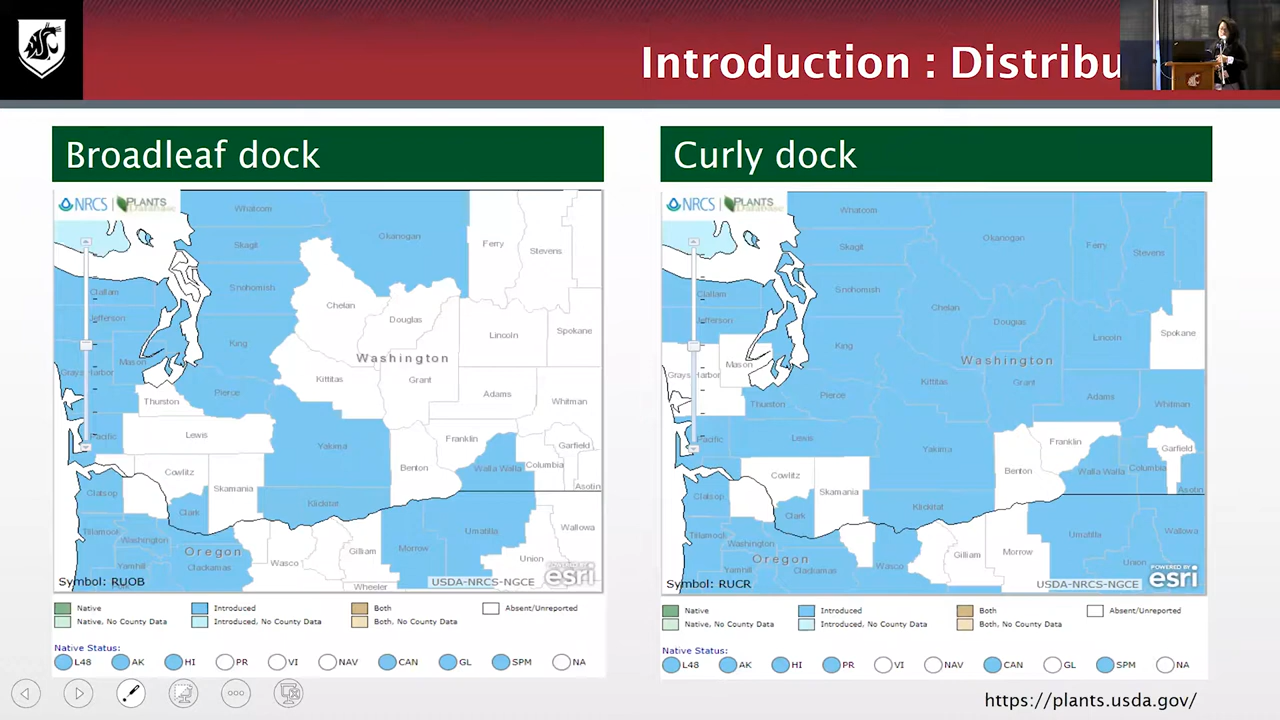 Introduction : Distribu
Broadleaf dock
NRCS PLANTS
Whatcom
Okanogan
Ferry
Stevens
Skagit
Snohomish
Clallam
Jefferson
Chelan
Douglas
Lincoln
Spokane
King
Mason
Washington
Grays Harbor
Kittitas
Grant
Pierce
Adams
Thurston
Whitman
Lewis
Yakima
Franklin
Garfield
Pacific
Benton
Walla Walla
Columbia
Cowlitz
Skamania
Asotin
Clatsop
Clark
Klickitat
Tillamook
Washington
Oregon
Umatilla
Wallowa
Gilliam
Morrow
Wasco
Union
Yamhill
Clackamas
Wheeler
Symbol: RUOB
USDA-NRCS-NGCE
esri
Native
Introduced
Both
Absent/Unreported
Native, No County Data
Introduced, No County Data
Both, No County Data
Native Status:
L48 AK HI PR VI NAV CAN GL SPM NA
Curly dock
NRCS PLANTS
Whatcom
Okanogan
Ferry
Stevens
Skagit
Snohomish
Clallam
Jefferson
Chelan
Douglas
Lincoln
Spokane
King
Mason
Washington
Grays Harbor
Kittitas
Grant
Pierce
Adams
Thurston
Whitman
Lewis
Yakima
Franklin
Garfield
Pacific
Benton
Walla Walla
Columbia
Cowlitz
Skamania
Asotin
Clatsop
Clark
Klickitat
Tillamook
Washington
Oregon
Umatilla
Wallowa
Gilliam
Morrow
Wasco
Union
Yamhill
Clackamas
Symbol: RUCR
USDA-NRCS-NGCE
POWERED BY
esri
Native
Introduced
Both
Absent/Unreported
Native, No County Data
Introduced, No County Data
Both, No County Data
Native Status:
L48 AK HI PR VI NAV CAN GL SPM NA
https://plants.usda.gov/